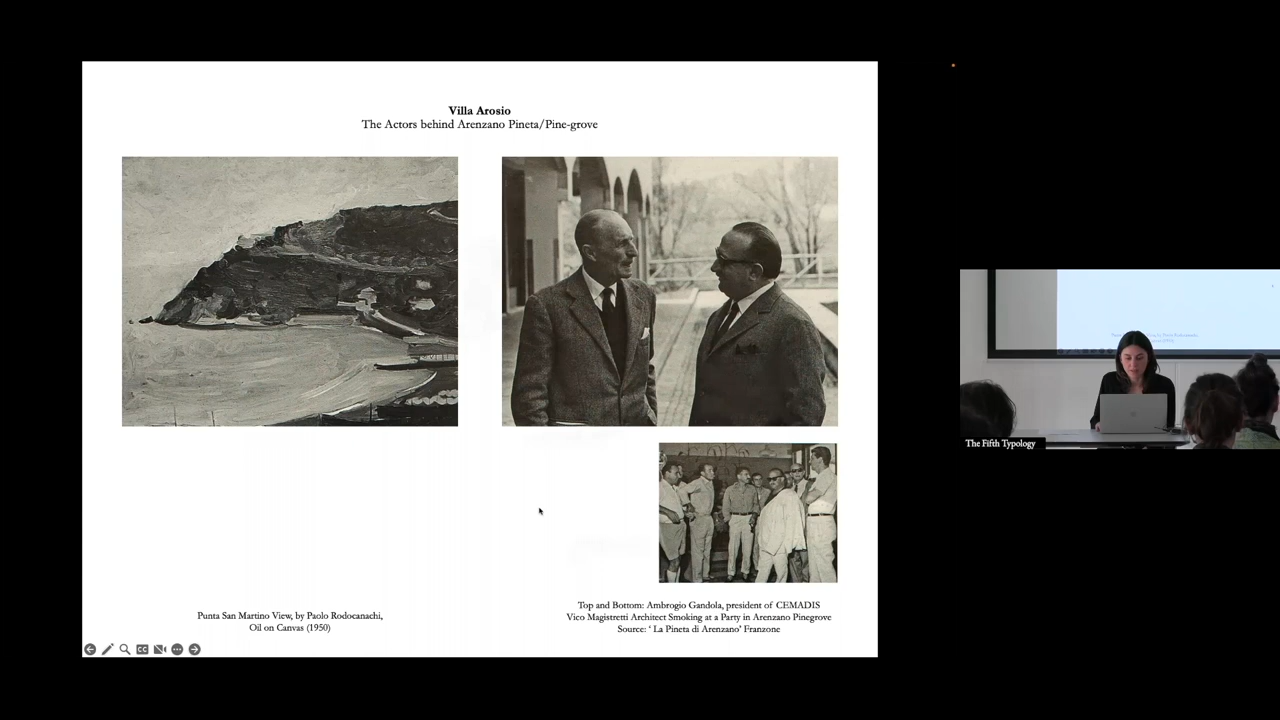 Villa Arosio
The Actors behind Arenzano Pineta/Pine-grove
Punta San Martino View, by Paolo Rodocanachi,
Oil on Canvas (1950)
Top and Bottom: Ambrogio Gandola, president of CEMADIS
Vico Magistretti Architect Smoking at a Party in Arenzano Pinegrove
Source: ‘ La Pineta di Arenzano’ Franzone
CC
The Fifth Typology